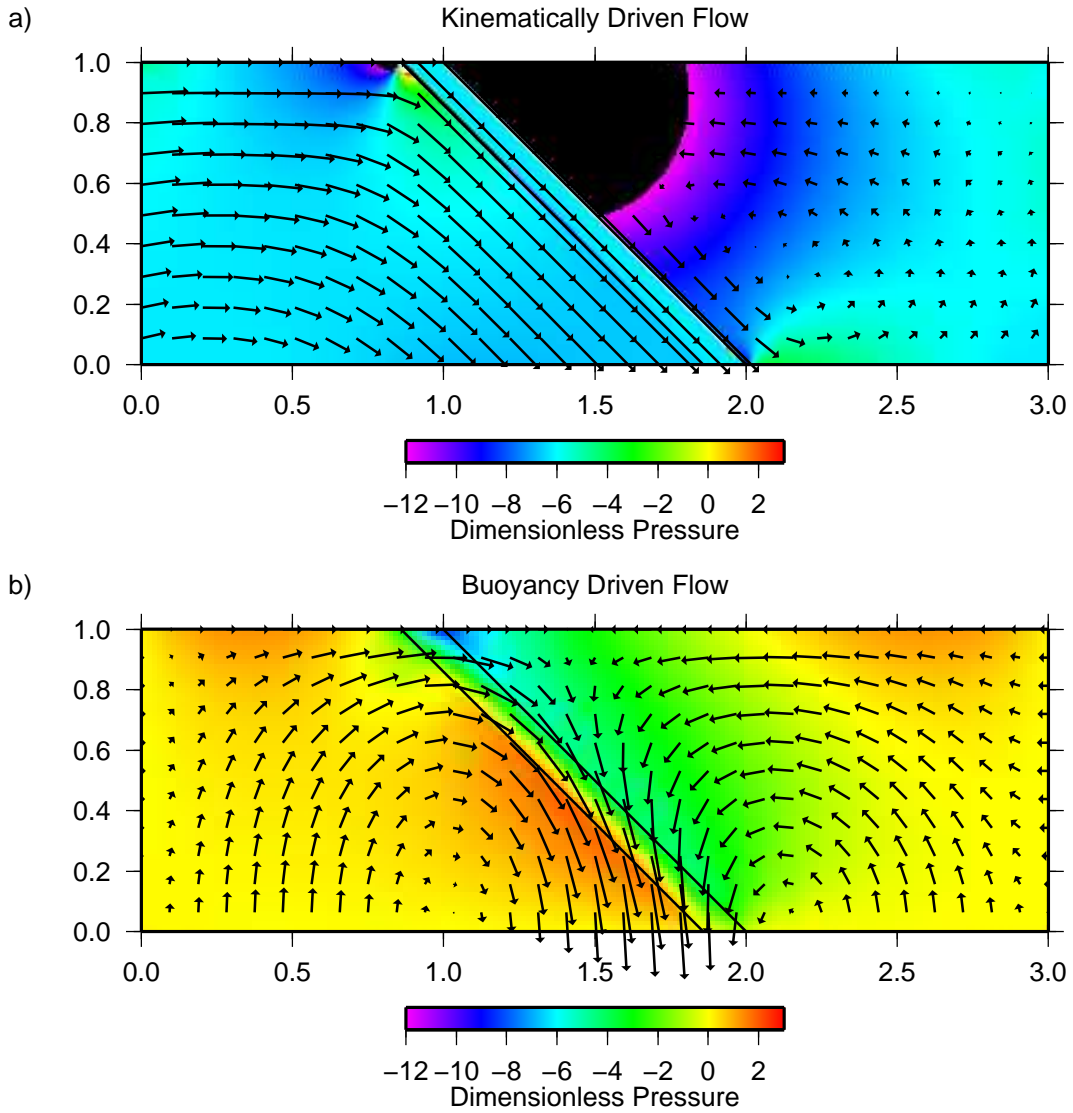 a)
Kinematically Driven Flow
1.0
0.8
0.6
0.4
0.2
0.0
0.0 0.5 1.0 1.5 2.0 2.5 3.0
−12 −10 −8 −6 −4 −2 0 2
Dimensionless Pressure
b)
Buoyancy Driven Flow
1.0
0.8
0.6
0.4
0.2
0.0
0.0 0.5 1.0 1.5 2.0 2.5 3.0
−12 −10 −8 −6 −4 −2 0 2
Dimensionless Pressure